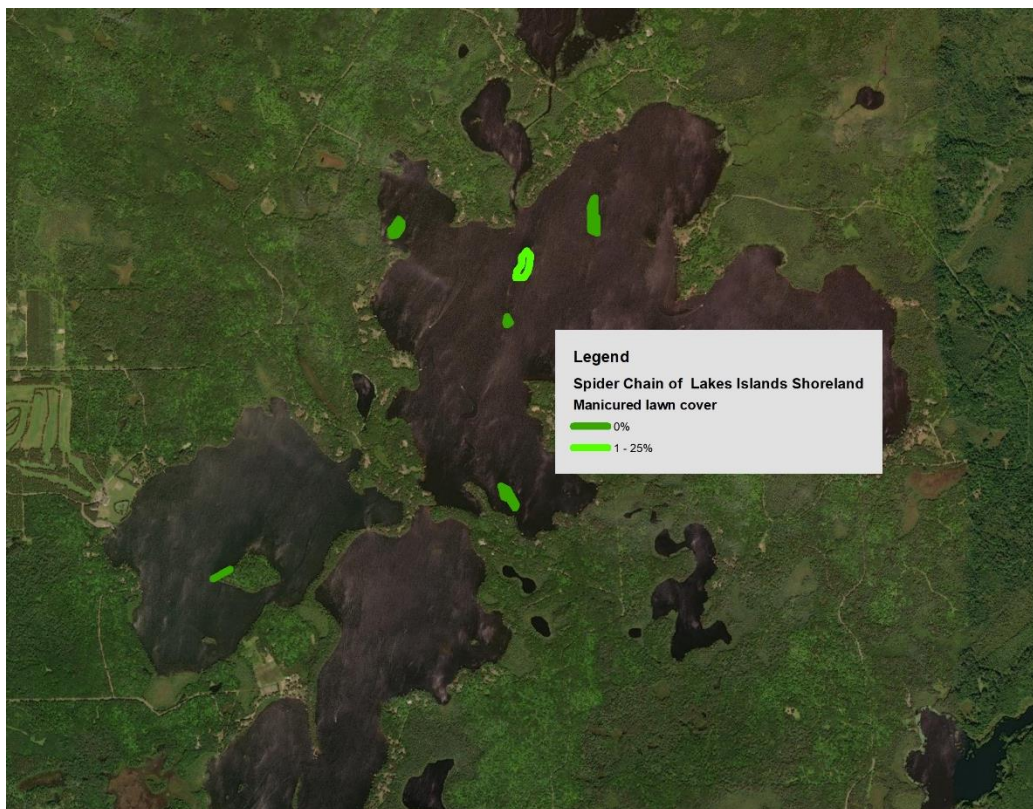 Legend
Spider Chain of Lakes Islands Shoreland
Manicured lawn cover
0%
1 - 25%